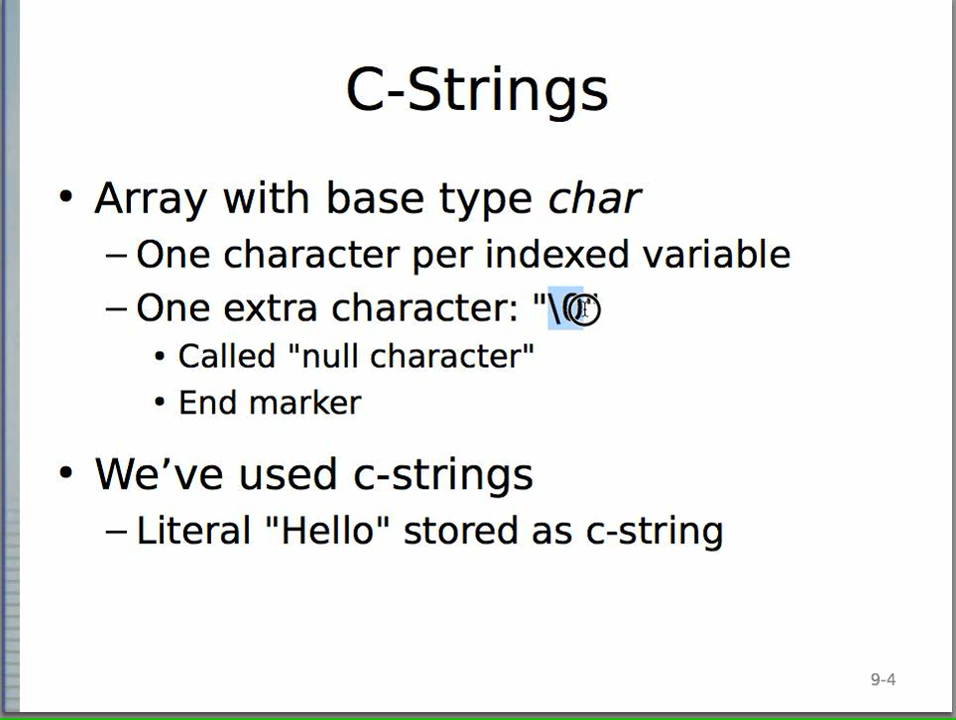 C-Strings
• Array with base type char
– One character per indexed variable
– One extra character: "\0"
• Called "null character"
• End marker
• We’ve used c-strings
– Literal "Hello" stored as c-string
9-4